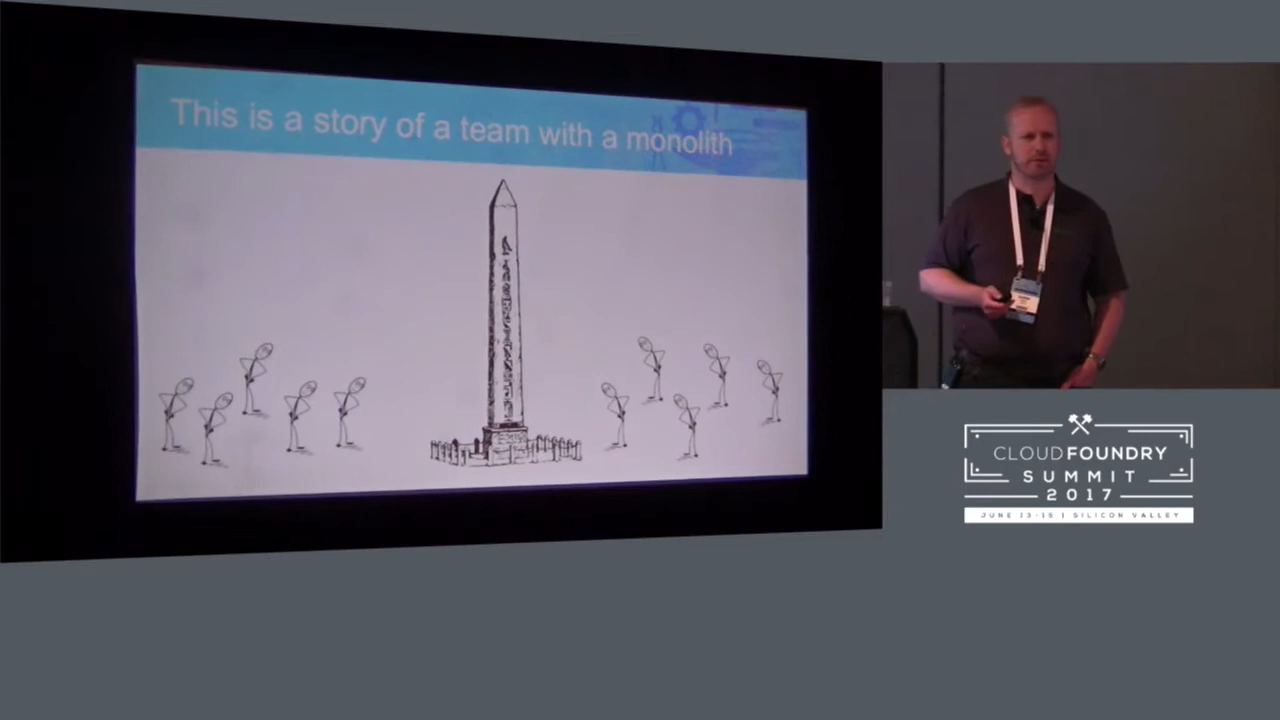 This is a story of a team with a monolith
CLOUDFOUNDRY
SUMMIT
2017
JUNE 13-15 | SILICON VALLEY